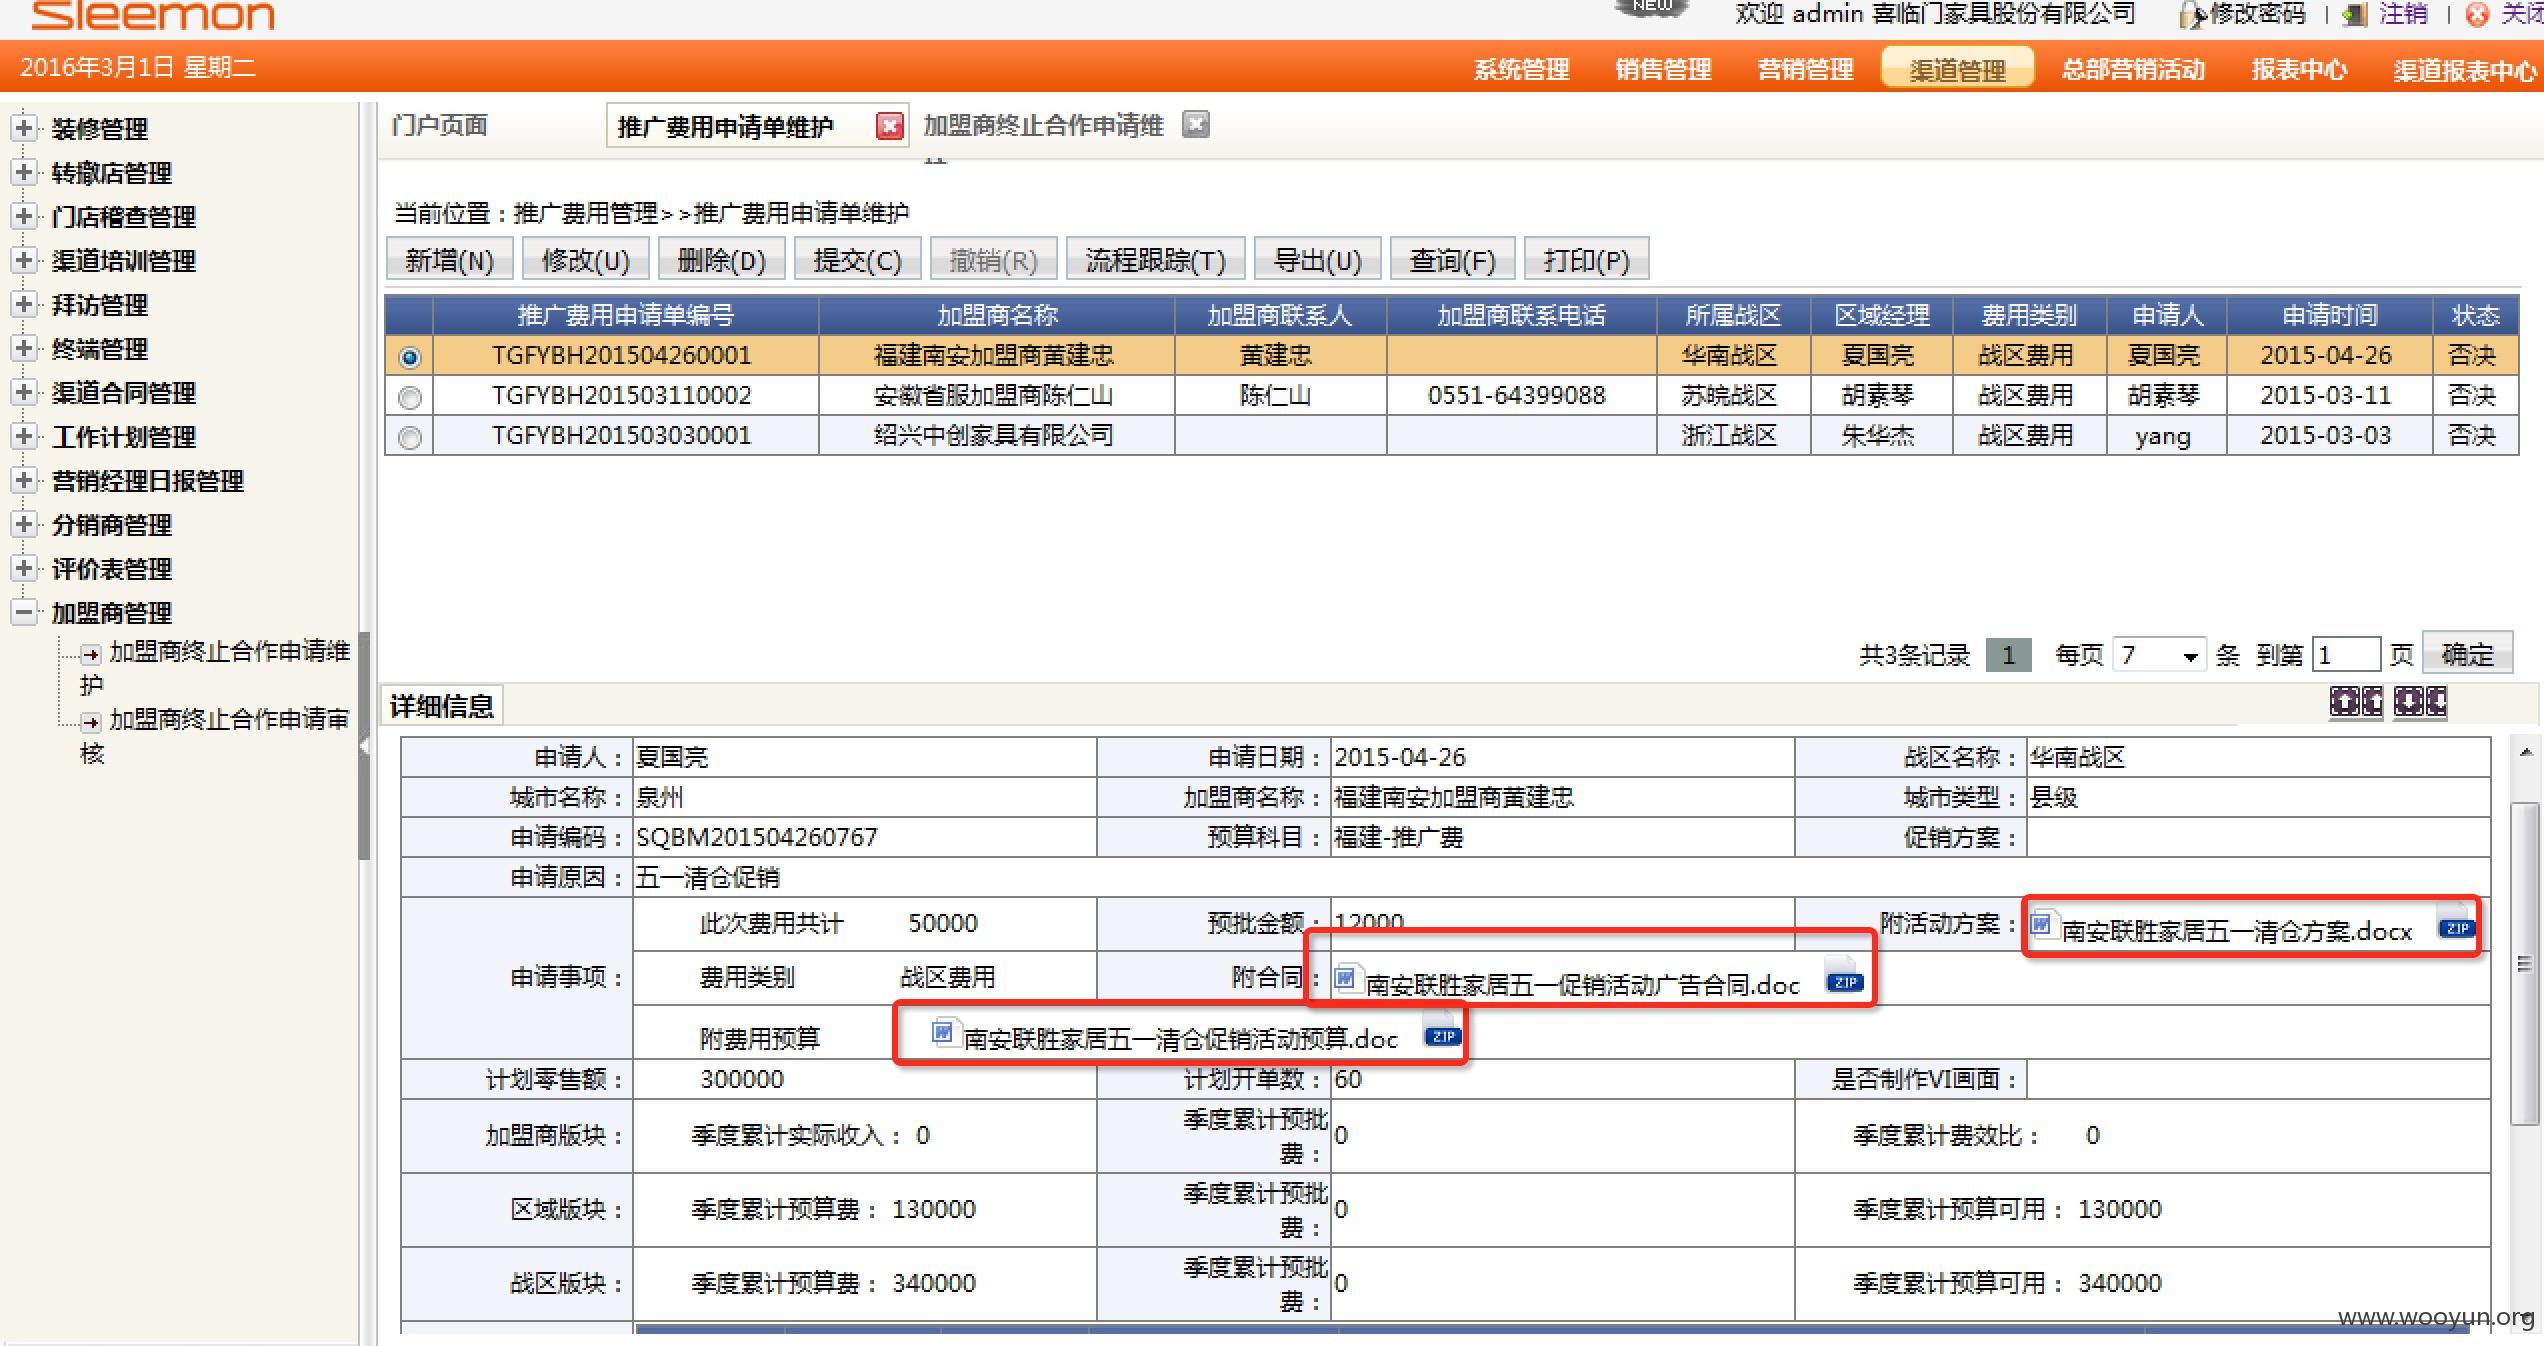 Sleemon
NEW
欢迎 admin 喜临门家具股份有限公司 修改密码 | 注销 | 关闭
2016年3月1日 星期二
系统管理 销售管理 营销管理 渠道管理 总部营销活动 报表中心 渠道报表中心
装修管理
转撤店管理
门店稽查管理
渠道培训管理
拜访管理
终端管理
渠道合同管理
工作计划管理
营销经理日报管理
分销商管理
评价表管理
加盟商管理
加盟商终止合作申请维
护
加盟商终止合作申请审
核
门户页面 推广费用申请单维护 加盟商终止合作申请维
当前位置：推广费用管理>>推广费用申请单维护
新增(N) 修改(U) 删除(D) 提交(C) 撤销(R) 流程跟踪(T) 导出(U) 查询(F) 打印(P)
推广费用申请单编号 加盟商名称 加盟商联系人 加盟商联系电话 所属战区 区域经理 费用类别 申请人 申请时间 状态
TGFYBH201504260001 福建南安加盟商黄建忠 黄建忠 华南战区 夏国亮 战区费用 夏国亮 2015-04-26 否决
TGFYBH201503110002 安徽省服加盟商陈仁山 陈仁山 0551-64399088 苏皖战区 胡素琴 战区费用 胡素琴 2015-03-11 否决
TGFYBH201503030001 绍兴中创家具有限公司 浙江战区 朱华杰 战区费用 yang 2015-03-03 否决
共3条记录 1 每页 7 条 到第 1 页 确定
详细信息
申请人： 夏国亮 申请日期： 2015-04-26 战区名称： 华南战区
城市名称： 泉州 加盟商名称： 福建南安加盟商黄建忠 城市类型： 县级
申请编码： SQBM201504260767 预算科目： 福建-推广费 促销方案：
申请原因： 五一清仓促销
申请事项：
此次费用共计 50000 预批金额： 12000 附活动方案： 南安联胜家居五一清仓方案.docx ZIP
费用类别 战区费用 附合同： 南安联胜家居五一促销活动广告合同.doc ZIP
附费用预算 南安联胜家居五一清仓促销活动预算.doc ZIP
计划零售额： 300000 计划开单数： 60 是否制作VI画面：
加盟商版块： 季度累计实际收入： 0 季度累计预批
费： 0 季度累计费效比： 0
区域版块： 季度累计预算费： 130000 季度累计预批
费： 0 季度累计预算可用： 130000
战区版块： 季度累计预算费： 340000 季度累计预批
费： 0 季度累计预算可用： 340000
www.wooyun.org